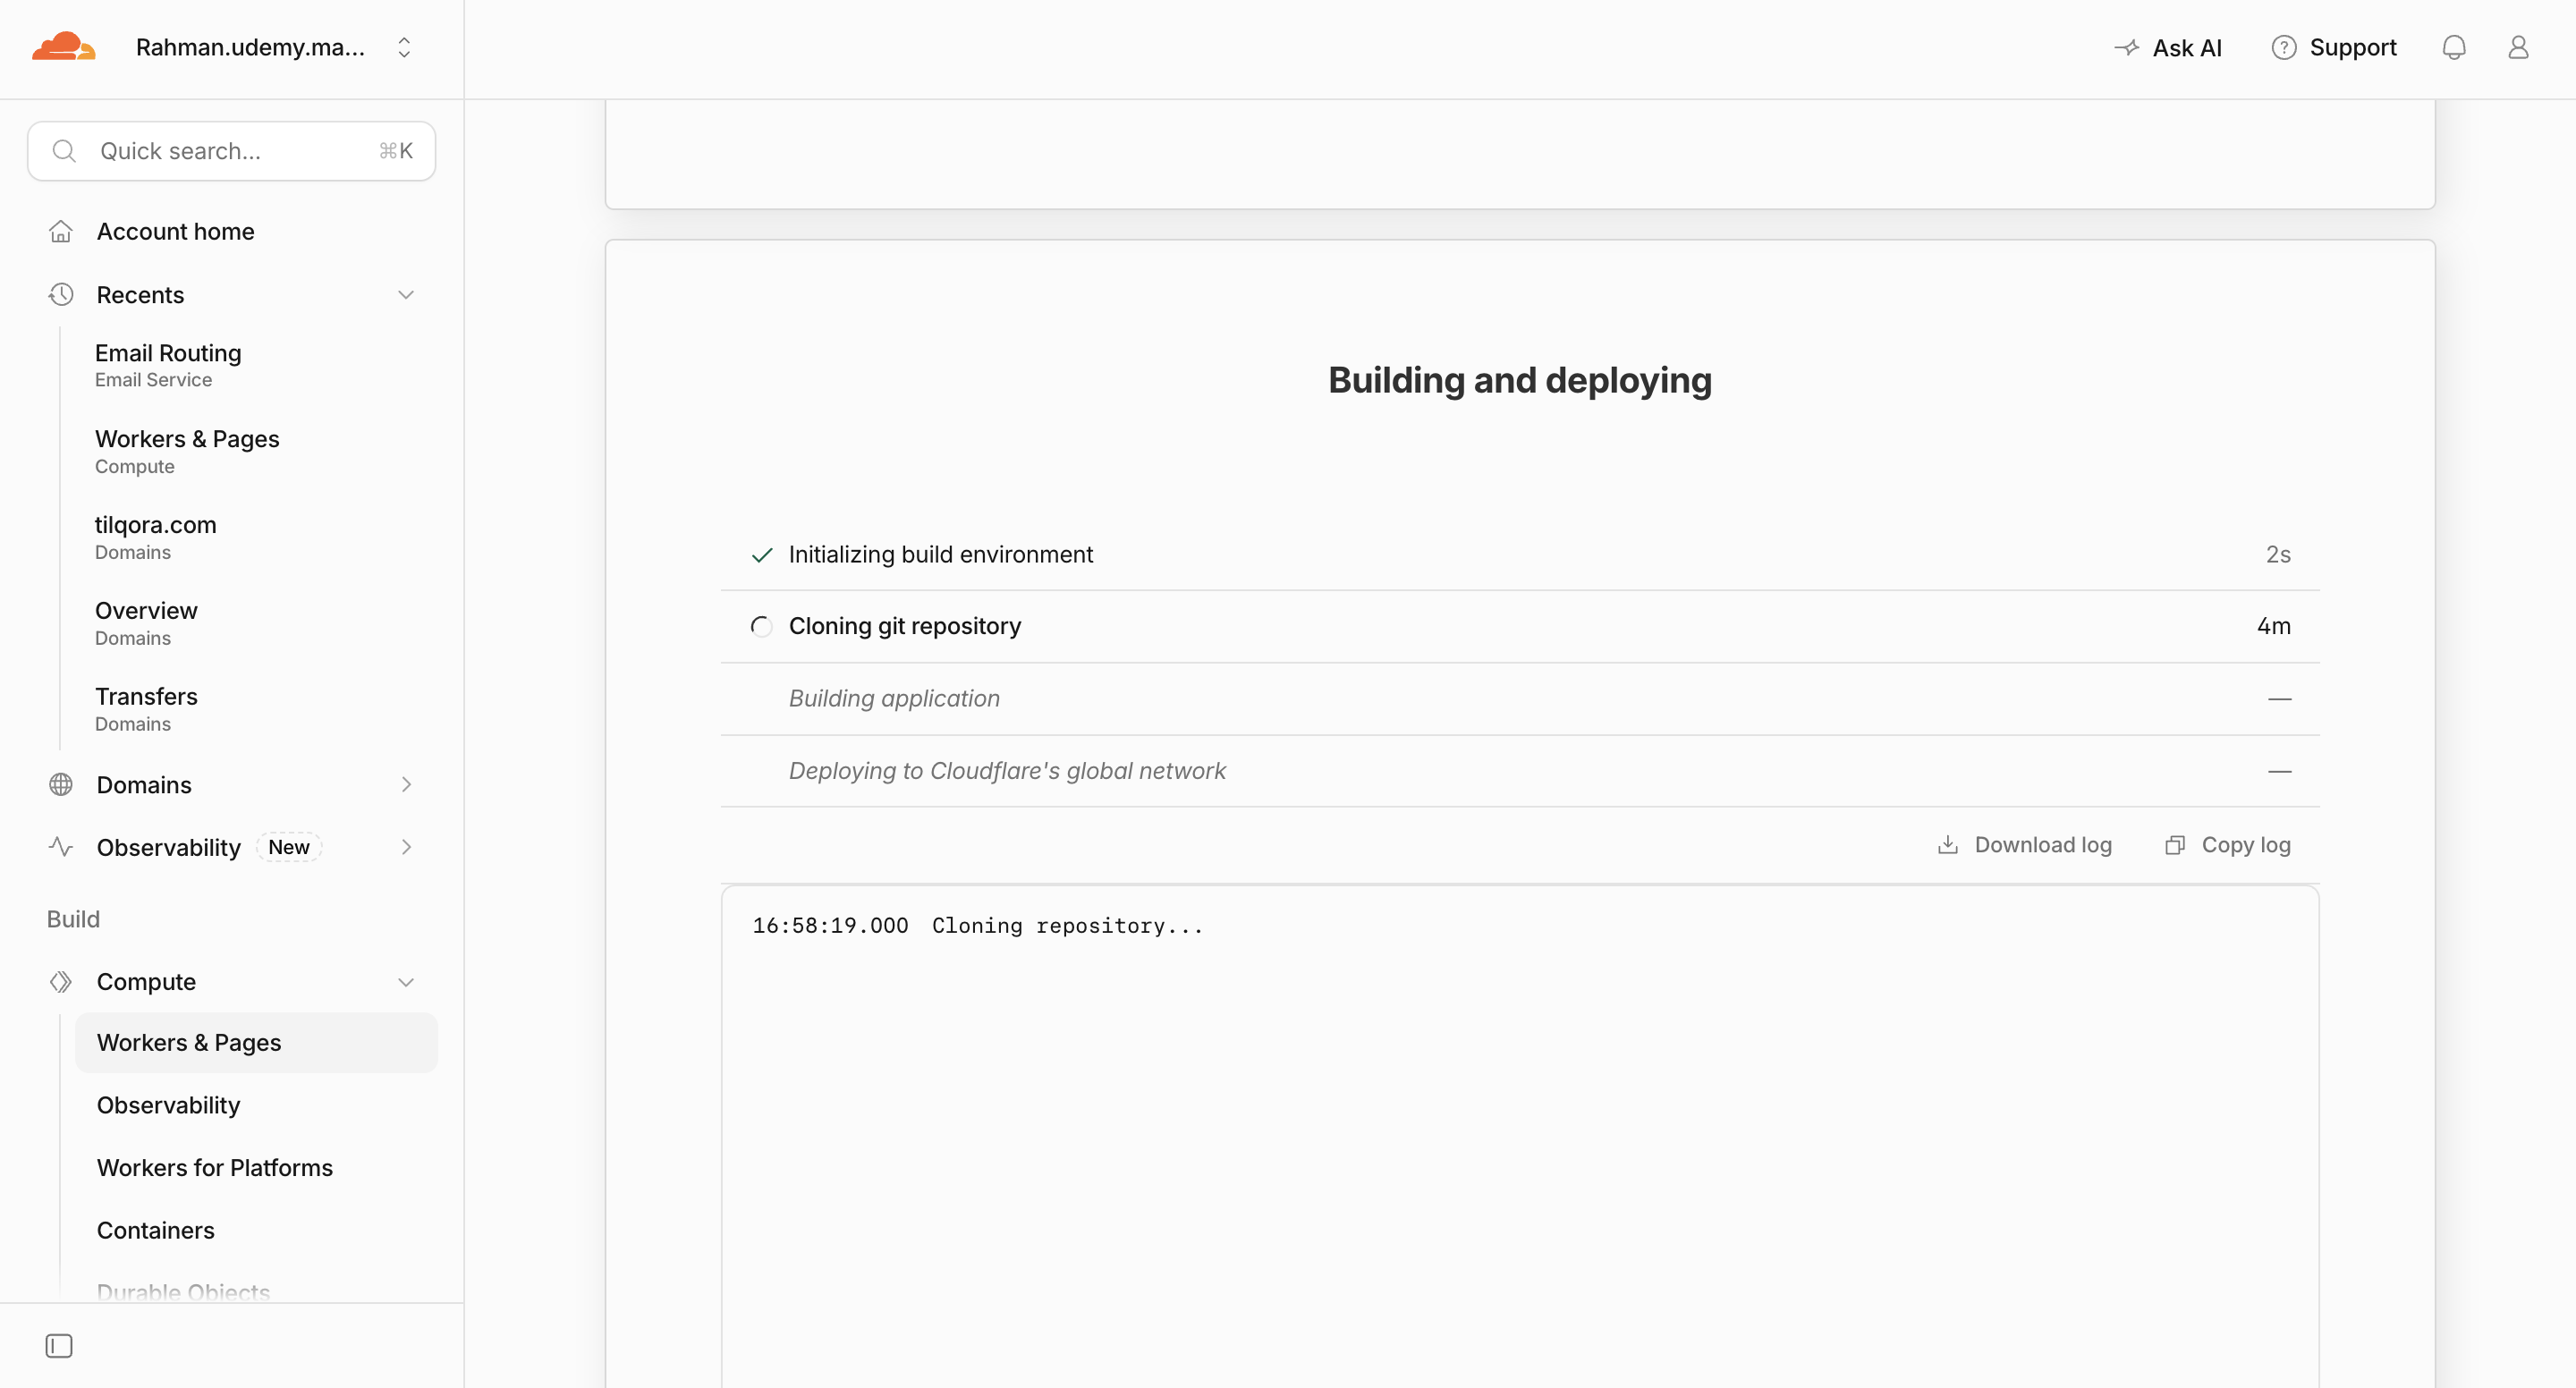 Rahman.udemy.ma...
Ask AI
Support
Quick search...
⌘K
Account home
Recents
Email Routing
Email Service
Workers & Pages
Compute
tilqora.com
Domains
Overview
Domains
Transfers
Domains
Domains
Observability New
Build
Compute
Workers & Pages
Observability
Workers for Platforms
Containers
Durable Objects
Building and deploying
Initializing build environment 2s
Cloning git repository 4m
Building application —
Deploying to Cloudflare's global network —
Download log Copy log
16:58:19.000 Cloning repository...